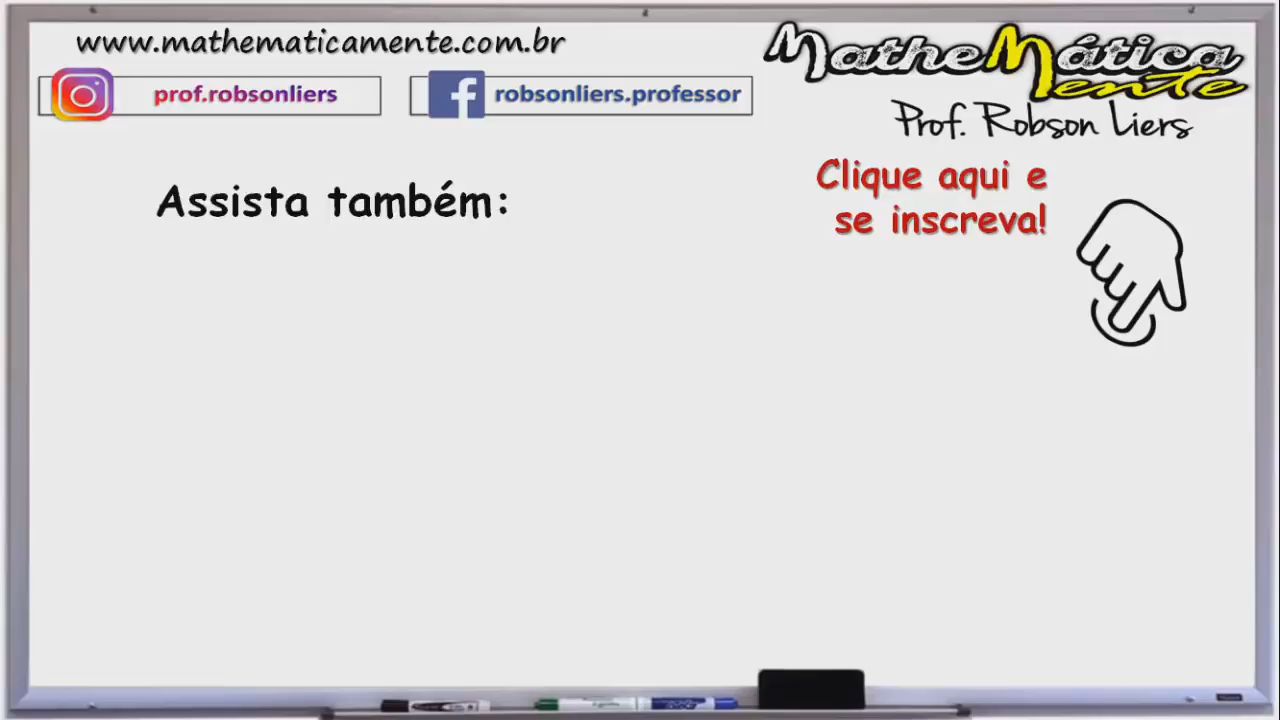 www.mathematicamente.com.br
MatheMática
mente
prof.robsonliers
robsonliers.professor
Prof. Robson Liers
Clique aqui e
se inscreva!
Assista também: